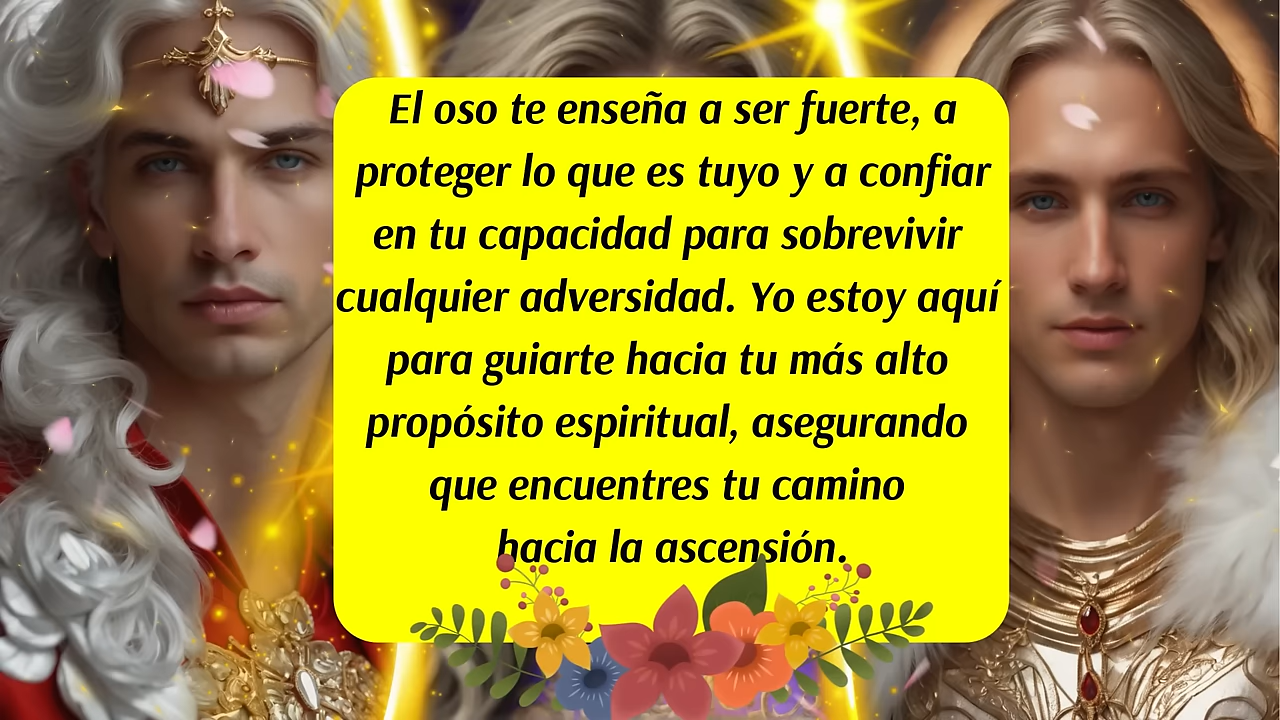 El oso te enseña a ser fuerte, a
proteger lo que es tuyo y a confiar
en tu capacidad para sobrevivir
cualquier adversidad. Yo estoy aquí
para guiarte hacia tu más alto
propósito espiritual, asegurando
que encuentres tu camino
hacia la ascensión.